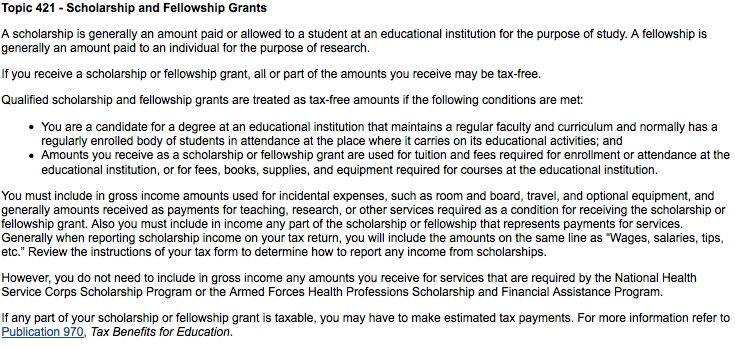 Topic 421 - Scholarship and Fellowship Grants
A scholarship is generally an amount paid or allowed to a student at an educational institution for the purpose of study. A fellowship is
generally an amount paid to an individual for the purpose of research.
If you receive a scholarship or fellowship grant, all or part of the amounts you receive may be tax-free.
Qualified scholarship and fellowship grants are treated as tax-free amounts if the following conditions are met:
• You are a candidate for a degree at an educational institution that maintains a regular faculty and curriculum and normally has a
regularly enrolled body of students in attendance at the place where it carries on its educational activities; and
• Amounts you receive as a scholarship or fellowship grant are used for tuition and fees required for enrollment or attendance at the
educational institution, or for fees, books, supplies, and equipment required for courses at the educational institution.
You must include in gross income amounts used for incidental expenses, such as room and board, travel, and optional equipment, and
generally amounts received as payments for teaching, research, or other services required as a condition for receiving the scholarship or
fellowship grant. Also you must include in income any part of the scholarship or fellowship that represents payments for services.
Generally when reporting scholarship income on your tax return, you will include the amounts on the same line as "Wages, salaries, tips,
etc." Review the instructions of your tax form to determine how to report any income from scholarships.
However, you do not need to include in gross income any amounts you receive for services that are required by the National Health
Service Corps Scholarship Program or the Armed Forces Health Professions Scholarship and Financial Assistance Program.
If any part of your scholarship or fellowship grant is taxable, you may have to make estimated tax payments. For more information refer to
Publication 970, Tax Benefits for Education.